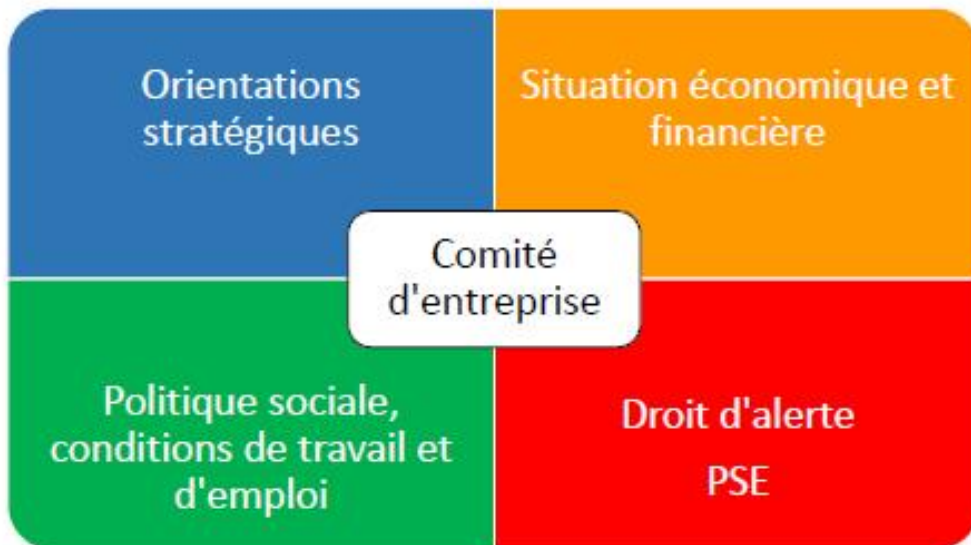 Orientations
stratégiques
Situation économique et
financière
Comité
d'entreprise
Politique sociale,
conditions de travail et
d'emploi
Droit d'alerte
PSE